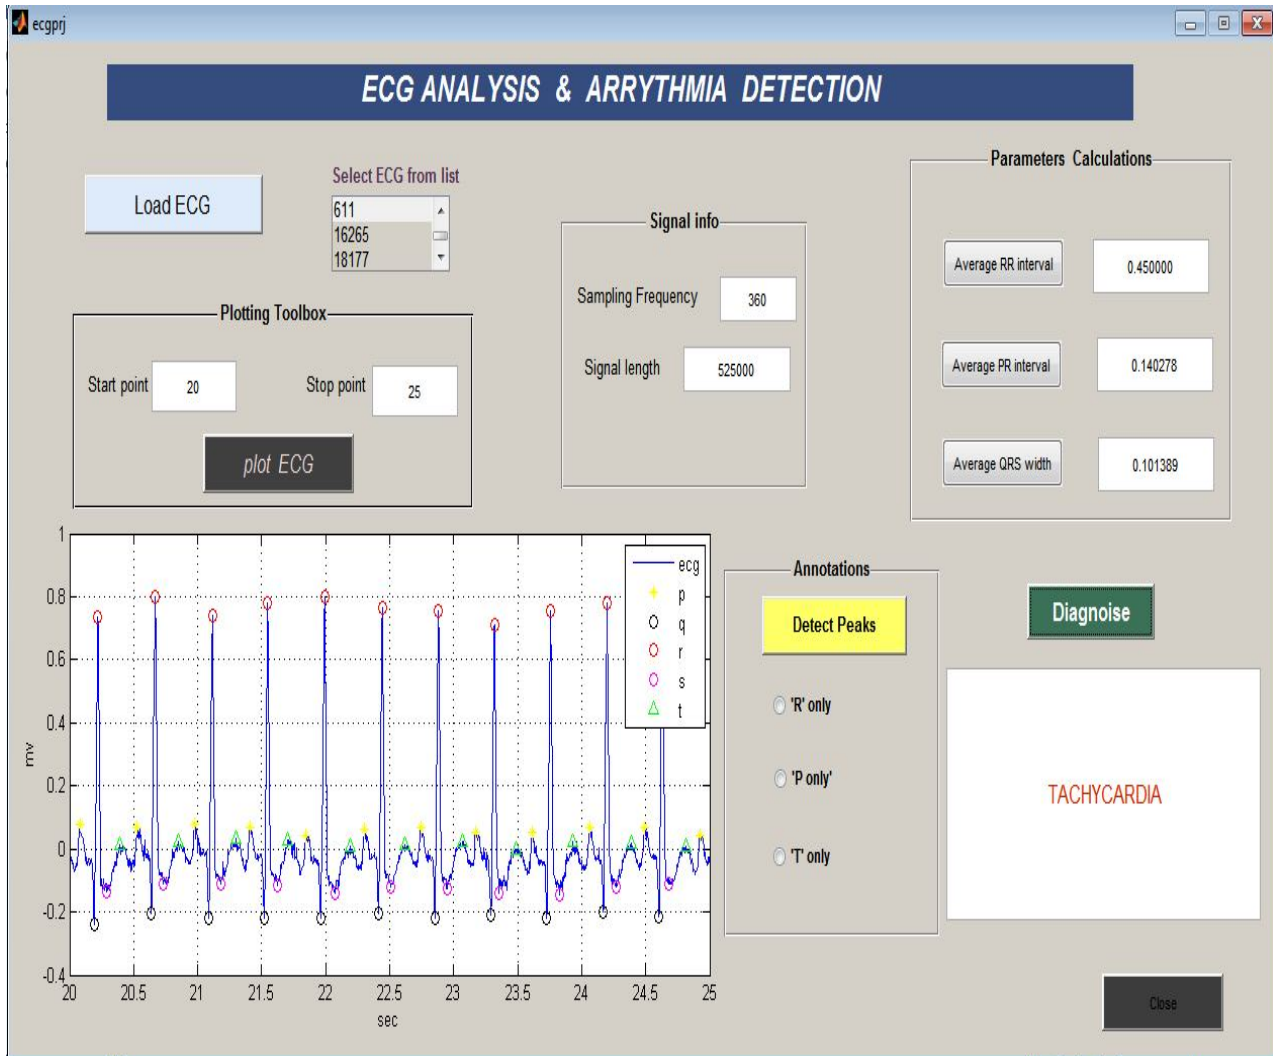 ecgprj
ECG ANALYSIS & ARRYTHMIA DETECTION
Load ECG
Select ECG from list
611
16265
18177
Plotting Toolbox
Start point 20 Stop point 25
plot ECG
Signal info
Sampling Frequency 360
Signal length 525000
Parameters Calculations
Average RR interval 0.450000
Average PR interval 0.140278
Average QRS width 0.101389
1
0.8
0.6
0.4
0.2
0
-0.2
-0.4
mv
20 20.5 21 21.5 22 22.5 23 23.5 24 24.5 25
sec
ecg
p
q
r
s
t
Annotations
Detect Peaks
'R' only
'P only'
'T' only
Diagnoise
TACHYCARDIA
Close